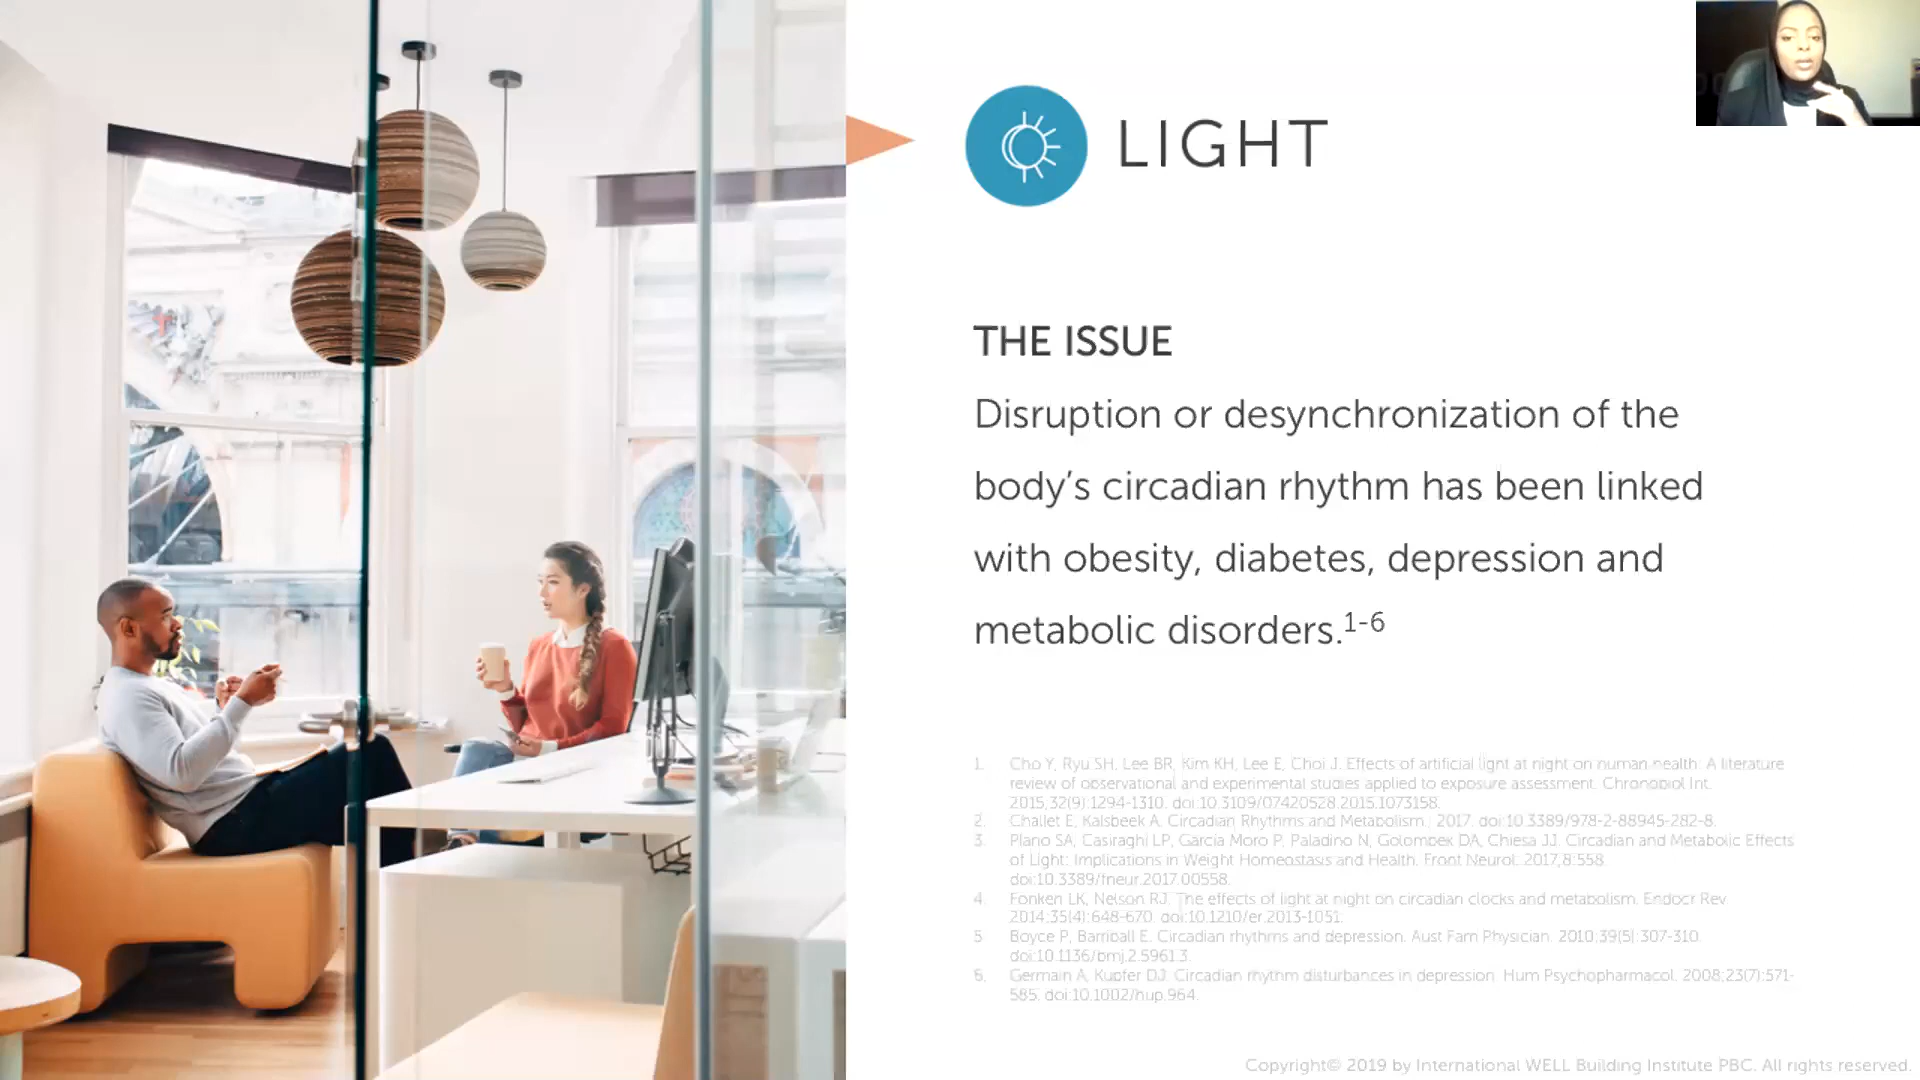 LIGHT
THE ISSUE
Disruption or desynchronization of the
body's circadian rhythm has been linked
with obesity, diabetes, depression and
metabolic disorders.1-6
1. Cho Y, Ryu SH, Lee BR, Kim KH, Lee E, Choi J. Effects of artificial light at night on human health: A literature
review of observational and experimental studies applied to exposure assessment. Chronobiol Int.
2015;32(9):1294-1310. doi:10.3109/07420528.2015.1073158.
2. Challet E, Kalsbeek A. Circadian Rhythms and Metabolism.; 2017. doi:10.3389/978-2-88945-282-8.
3. Plano SA, Casiraghi LP, García Moro P, Paladino N, Golombek DA, Chiesa JJ. Circadian and Metabolic Effects
of Light: Implications in Weight Homeostasis and Health. Front Neurol. 2017;8:558.
doi:10.3389/fneur.2017.00558.
4. Fonken LK, Nelson RJ. The effects of light at night on circadian clocks and metabolism. Endocr Rev.
2014;35(4):648-670. doi:10.1210/er.2013-1051.
5. Boyce P, Barriball E. Circadian rhythms and depression. Aust Fam Physician. 2010;39(5):307-310.
doi:10.1136/bmj.2.5961.3.
6. Germain A, Kupfer DJ. Circadian rhythm disturbances in depression. Hum Psychopharmacol. 2008;23(7):571-
585. doi:10.1002/hup.964.
Copyright© 2019 by International WELL Building Institute PBC. All rights reserved.